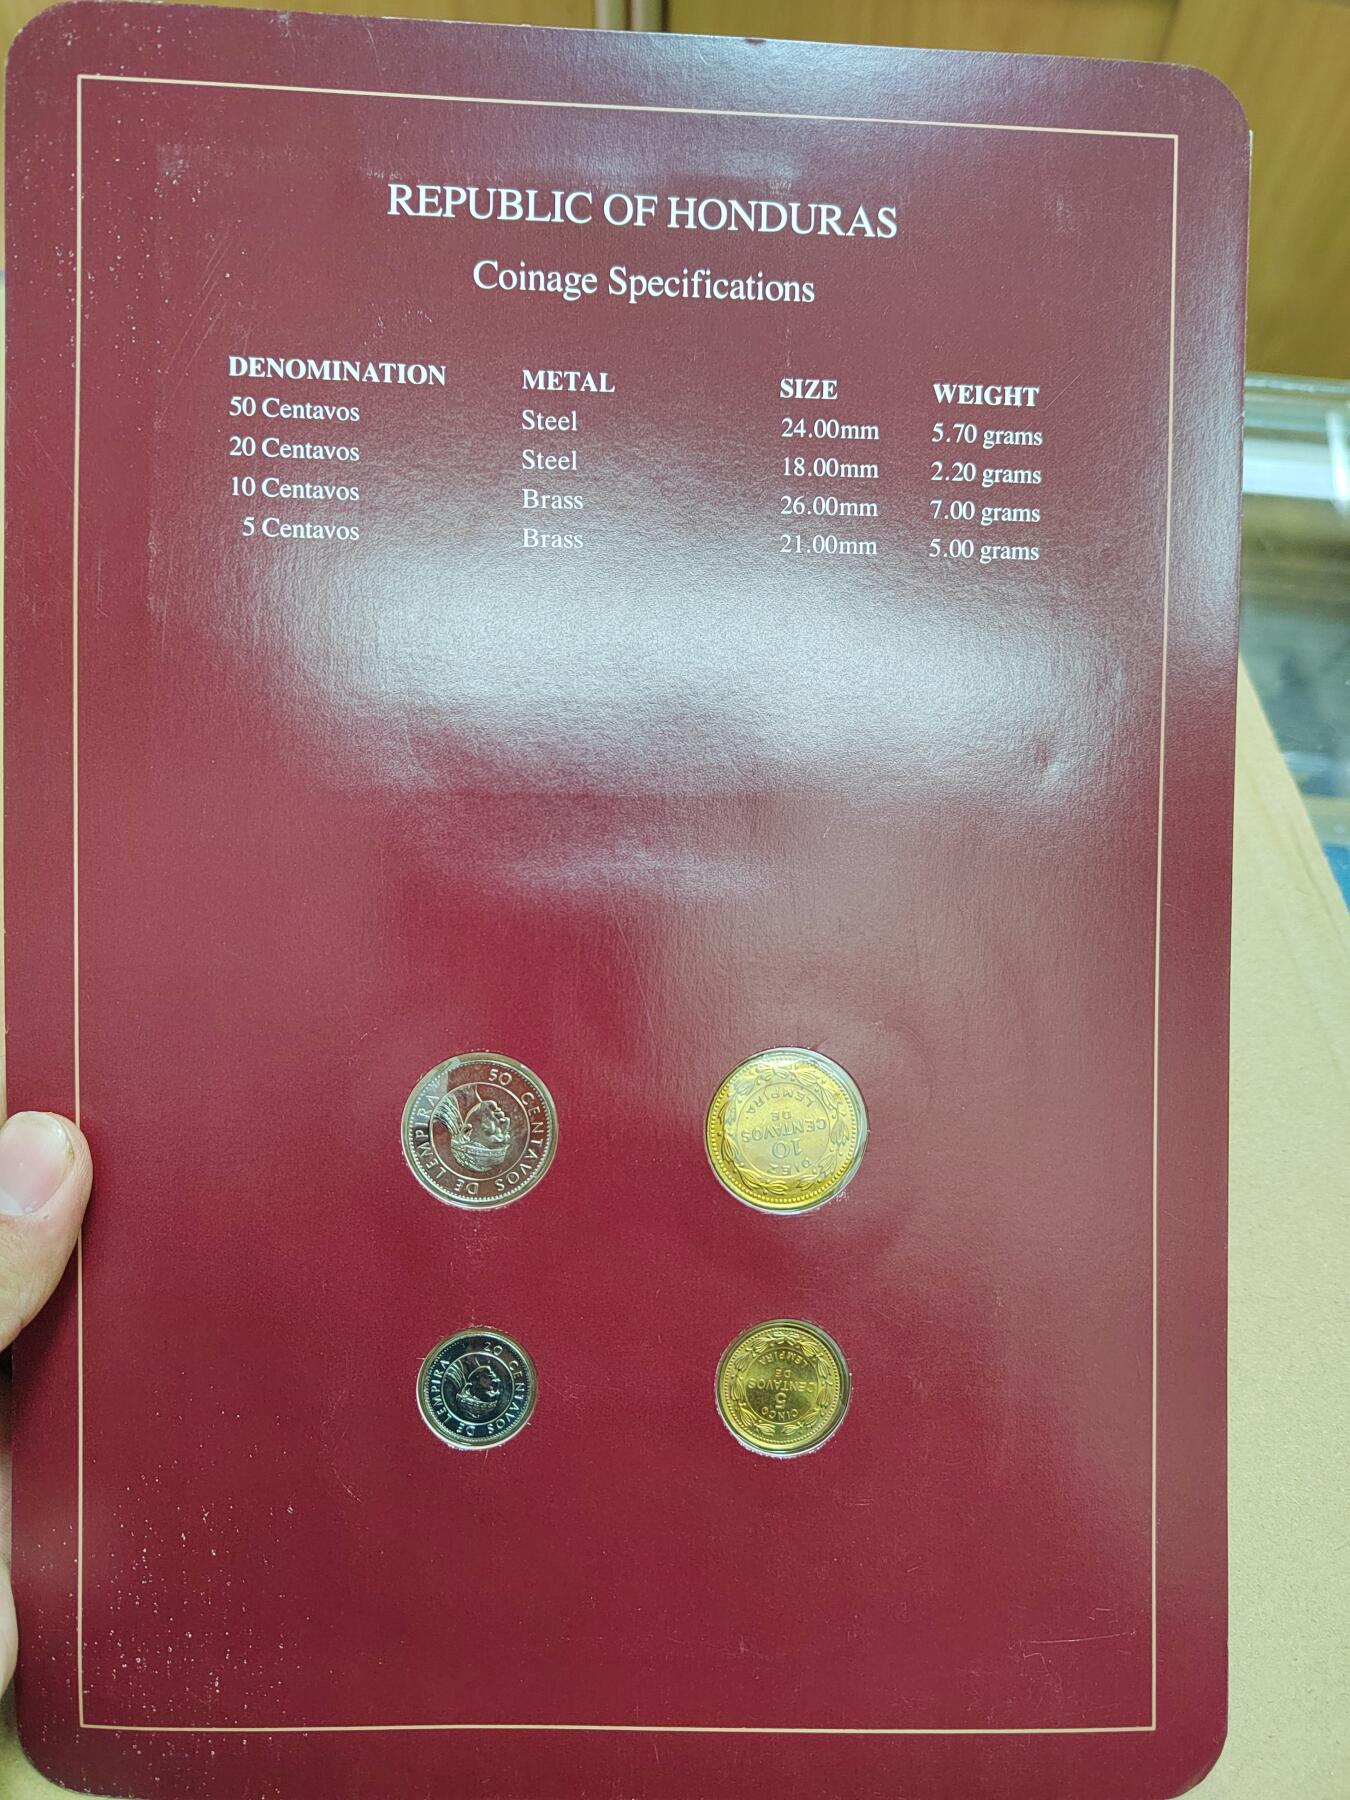 REPUBLIC OF HONDURAS
Coinage Specifications
DENOMINATION METAL SIZE WEIGHT
50 Centavos Steel 24.00mm 5.70 grams
20 Centavos Steel 18.00mm 2.20 grams
10 Centavos Brass 26.00mm 7.00 grams
5 Centavos Brass 21.00mm 5.00 grams
50 CENTAVOS DE LEMPIRA
DIEZ
10
CENTAVOS
DE
LEMPIRA
20 CENTAVOS DE LEMPIRA
CINCO
5
CENTAVOS
DE
LEMPIRA